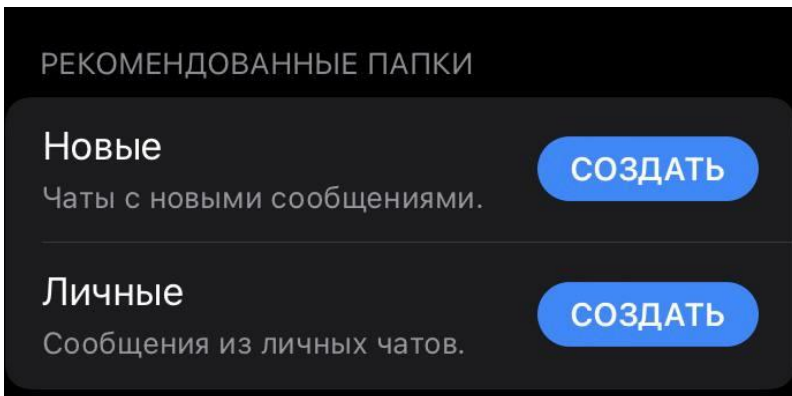 РЕКОМЕНДОВАННЫЕ ПАПКИ
Новые
СОЗДАТЬ
Чаты с новыми сообщениями.
Личные
СОЗДАТЬ
Сообщения из личных чатов.